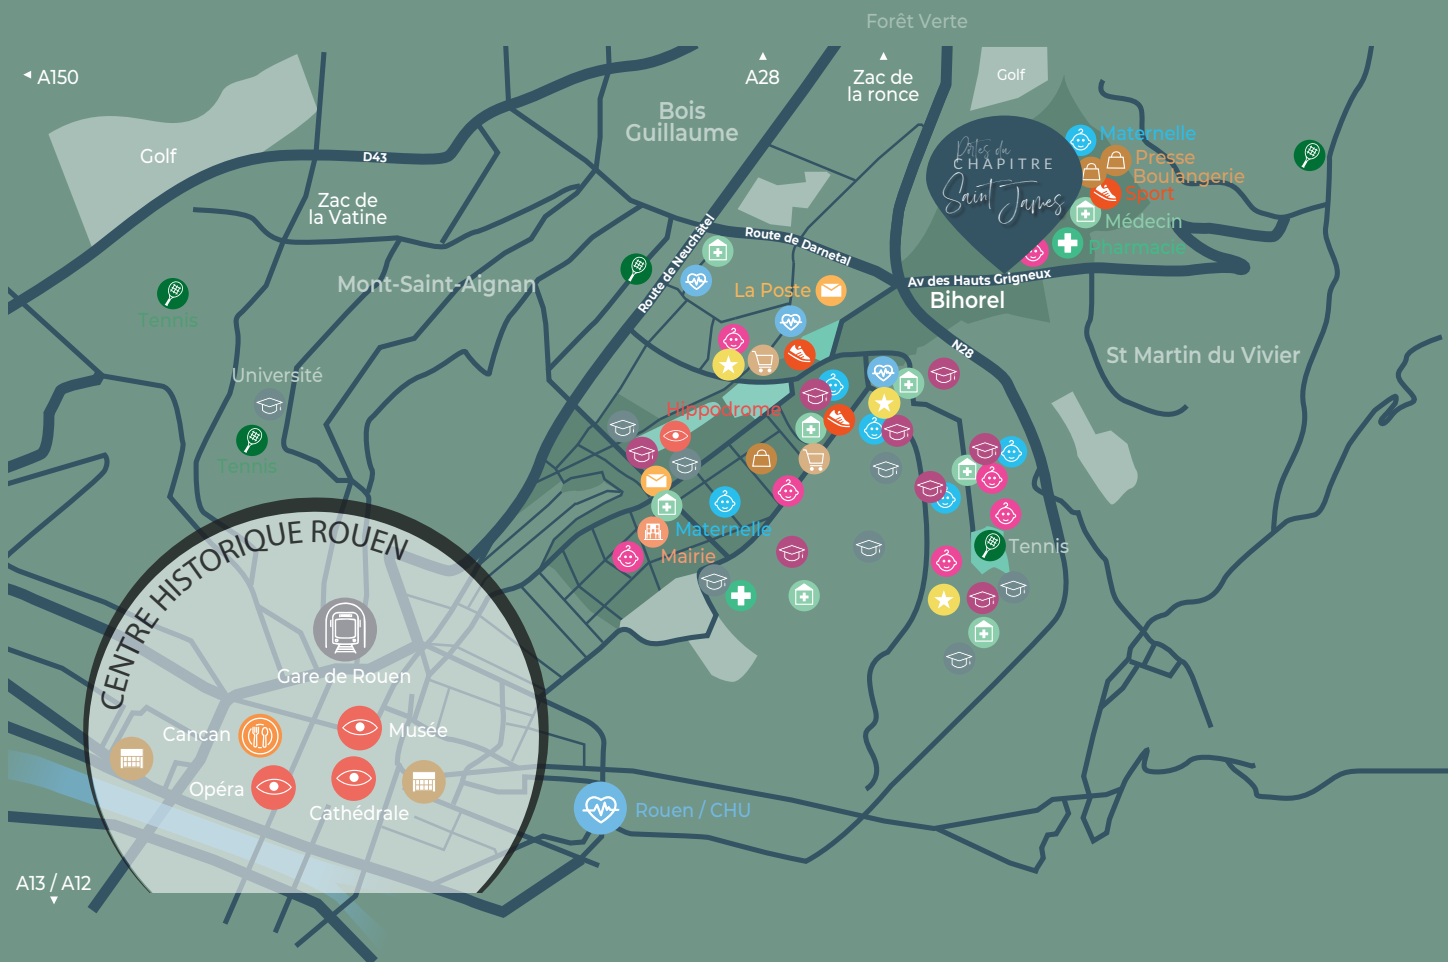 Forêt Verte
A150
A28
Zac de
la ronce
Golf
Bois
Guillaume
Golf
D43
Zac de
la Vatine
Portes du
CHAPITRE
Saint James
Maternelle
Presse
Boulangerie
Sport
Médecin
Pharmacie
Route de Neuchâtel
Route de Darnetal
Av des Hauts Grigneux
Bihorel
Mont-Saint-Aignan
La Poste
Tennis
N28
St Martin du Vivier
Université
Hippodrome
Tennis
Maternelle
Mairie
Tennis
CENTRE HISTORIQUE ROUEN
Gare de Rouen
Cancan
Musée
Opéra
Cathédrale
Rouen / CHU
A13 / A12